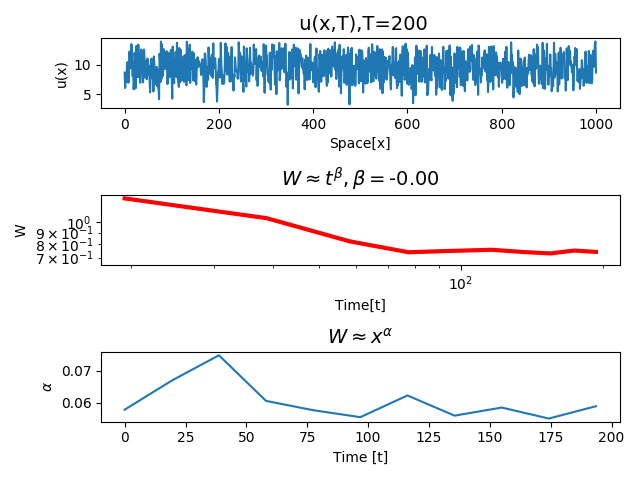 u(x,T),T=200
u(x)
10
5
0 200 400 600 800 1000
Space[x]
W ≈ t^β, β = -0.00
W
10^0
9 × 10^-1
8 × 10^-1
7 × 10^-1
10^2
Time[t]
W ≈ x^α
α
0.07
0.06
0 25 50 75 100 125 150 175 200
Time [t]